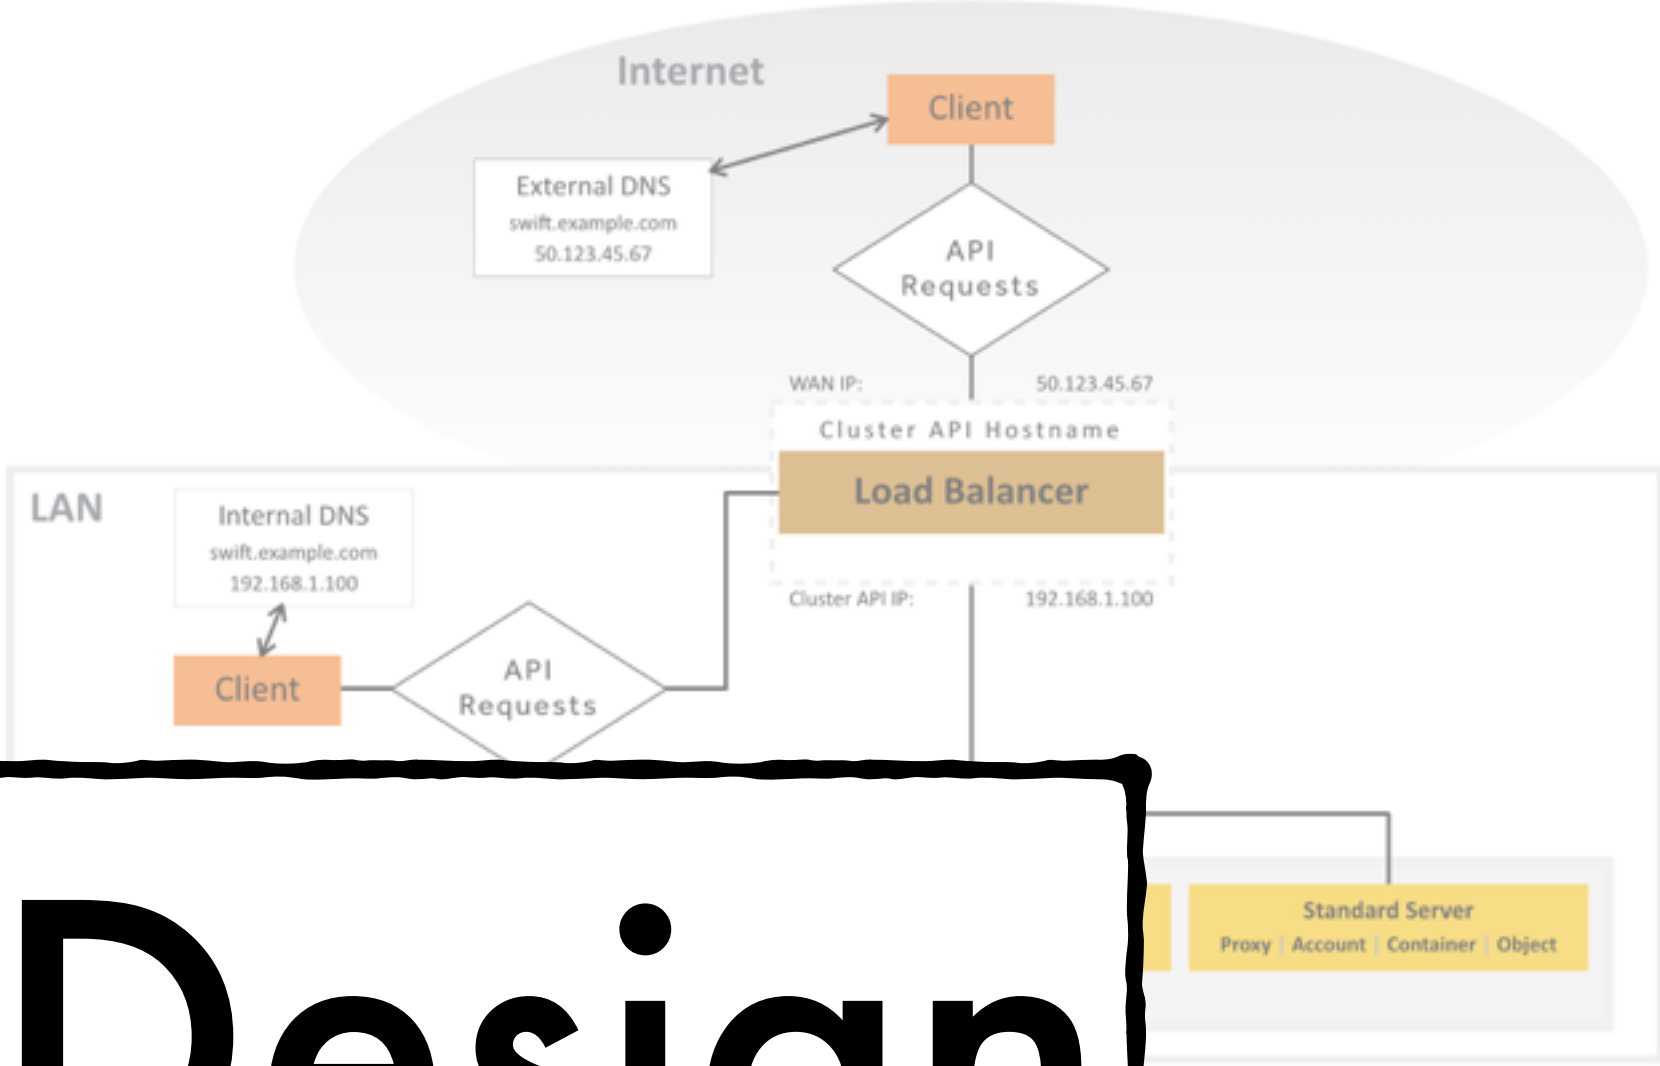 Internet
Client
External DNS
swift.example.com
50.123.45.67
API
Requests
WAN IP: 50.123.45.67
Cluster API Hostname
Load Balancer
LAN
Internal DNS
swift.example.com
192.168.1.100
Cluster API IP: 192.168.1.100
Client
API
Requests
Standard Server
Proxy | Account | Container | Object
Design